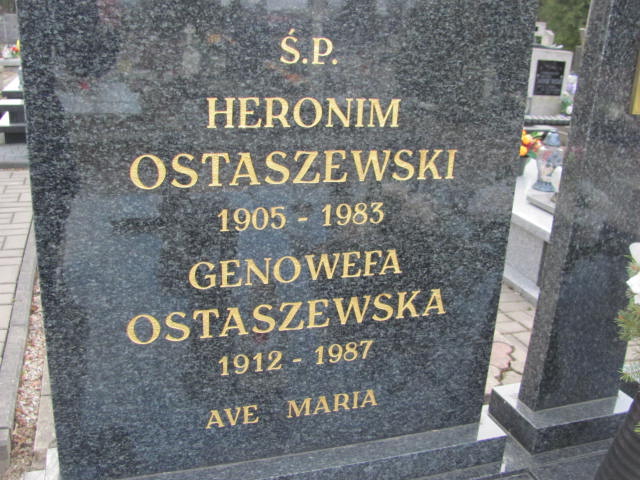 Ś.P.
HERONIM
OSTASZEWSKI
1905 - 1983
GENOWEFA
OSTASZEWSKA
1912 - 1987
AVE MARIA